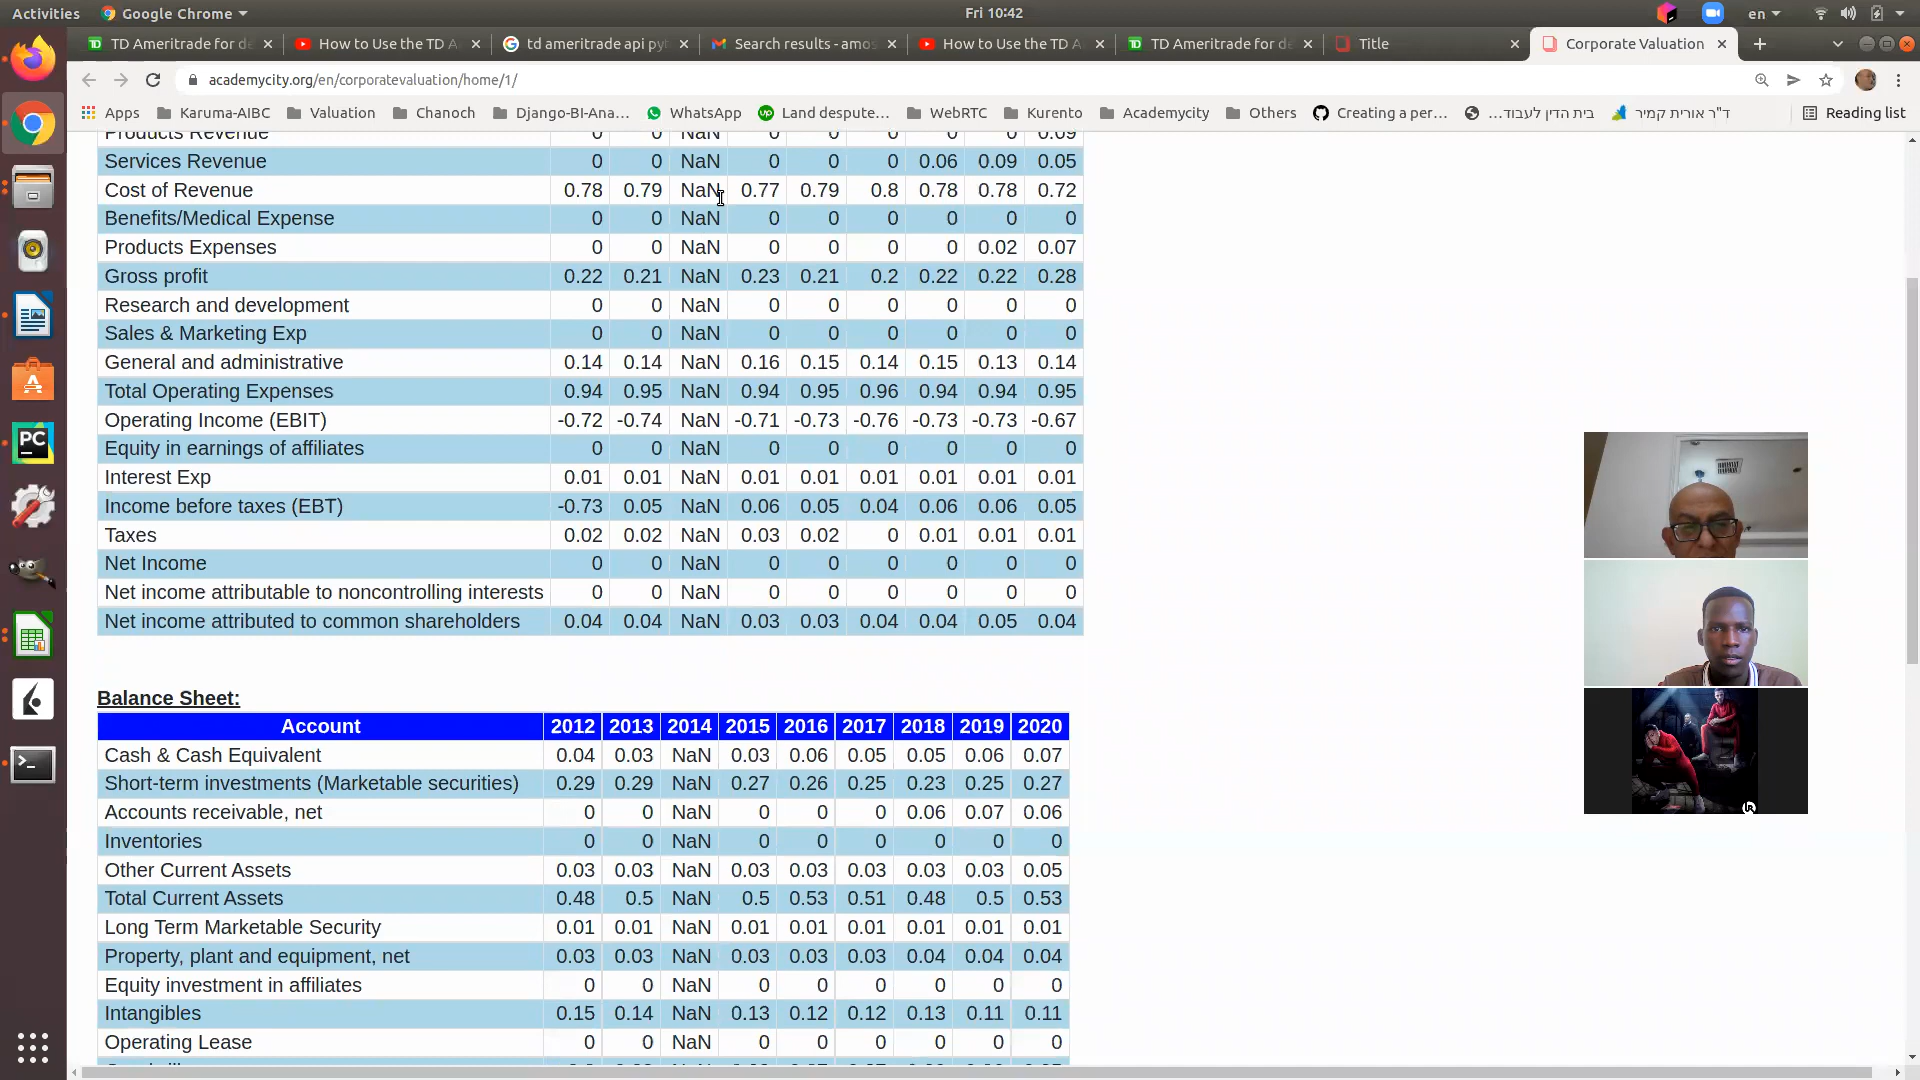 Activities Google Chrome Fri 10:42 en
TD Ameritrade for de How to Use the TD A td ameritrade api pyt Search results - amos How to Use the TD A TD Ameritrade for de Title Corporate Valuation
academycity.org/en/corporatevaluation/home/1/
Apps Karuma-AIBC Valuation Chanoch Django-BI-Ana... WhatsApp Land despute... WebRTC Kurento Academycity Others Creating a per... בית הדין לעבוד... ד"ר אורית קמיר Reading list
Products Revenue 0 0 NaN 0 0 0 0 0 0.09
Services Revenue 0 0 NaN 0 0 0 0.06 0.09 0.05
Cost of Revenue 0.78 0.79 NaN 0.77 0.79 0.8 0.78 0.78 0.72
Benefits/Medical Expense 0 0 NaN 0 0 0 0 0 0
Products Expenses 0 0 NaN 0 0 0 0 0.02 0.07
Gross profit 0.22 0.21 NaN 0.23 0.21 0.2 0.22 0.22 0.28
Research and development 0 0 NaN 0 0 0 0 0 0
Sales & Marketing Exp 0 0 NaN 0 0 0 0 0 0
General and administrative 0.14 0.14 NaN 0.16 0.15 0.14 0.15 0.13 0.14
Total Operating Expenses 0.94 0.95 NaN 0.94 0.95 0.96 0.94 0.94 0.95
Operating Income (EBIT) -0.72 -0.74 NaN -0.71 -0.73 -0.76 -0.73 -0.73 -0.67
Equity in earnings of affiliates 0 0 NaN 0 0 0 0 0 0
Interest Exp 0.01 0.01 NaN 0.01 0.01 0.01 0.01 0.01 0.01
Income before taxes (EBT) -0.73 0.05 NaN 0.06 0.05 0.04 0.06 0.06 0.05
Taxes 0.02 0.02 NaN 0.03 0.02 0 0.01 0.01 0.01
Net Income 0 0 NaN 0 0 0 0 0 0
Net income attributable to noncontrolling interests 0 0 NaN 0 0 0 0 0 0
Net income attributed to common shareholders 0.04 0.04 NaN 0.03 0.03 0.04 0.04 0.05 0.04
Balance Sheet:
Account 2012 2013 2014 2015 2016 2017 2018 2019 2020
Cash & Cash Equivalent 0.04 0.03 NaN 0.03 0.06 0.05 0.05 0.06 0.07
Short-term investments (Marketable securities) 0.29 0.29 NaN 0.27 0.26 0.25 0.23 0.25 0.27
Accounts receivable, net 0 0 NaN 0 0 0 0.06 0.07 0.06
Inventories 0 0 NaN 0 0 0 0 0 0
Other Current Assets 0.03 0.03 NaN 0.03 0.03 0.03 0.03 0.03 0.05
Total Current Assets 0.48 0.5 NaN 0.5 0.53 0.51 0.48 0.5 0.53
Long Term Marketable Security 0.01 0.01 NaN 0.01 0.01 0.01 0.01 0.01 0.01
Property, plant and equipment, net 0.03 0.03 NaN 0.03 0.03 0.03 0.04 0.04 0.04
Equity investment in affiliates 0 0 NaN 0 0 0 0 0 0
Intangibles 0.15 0.14 NaN 0.13 0.12 0.12 0.13 0.11 0.11
Operating Lease 0 0 NaN 0 0 0 0 0 0